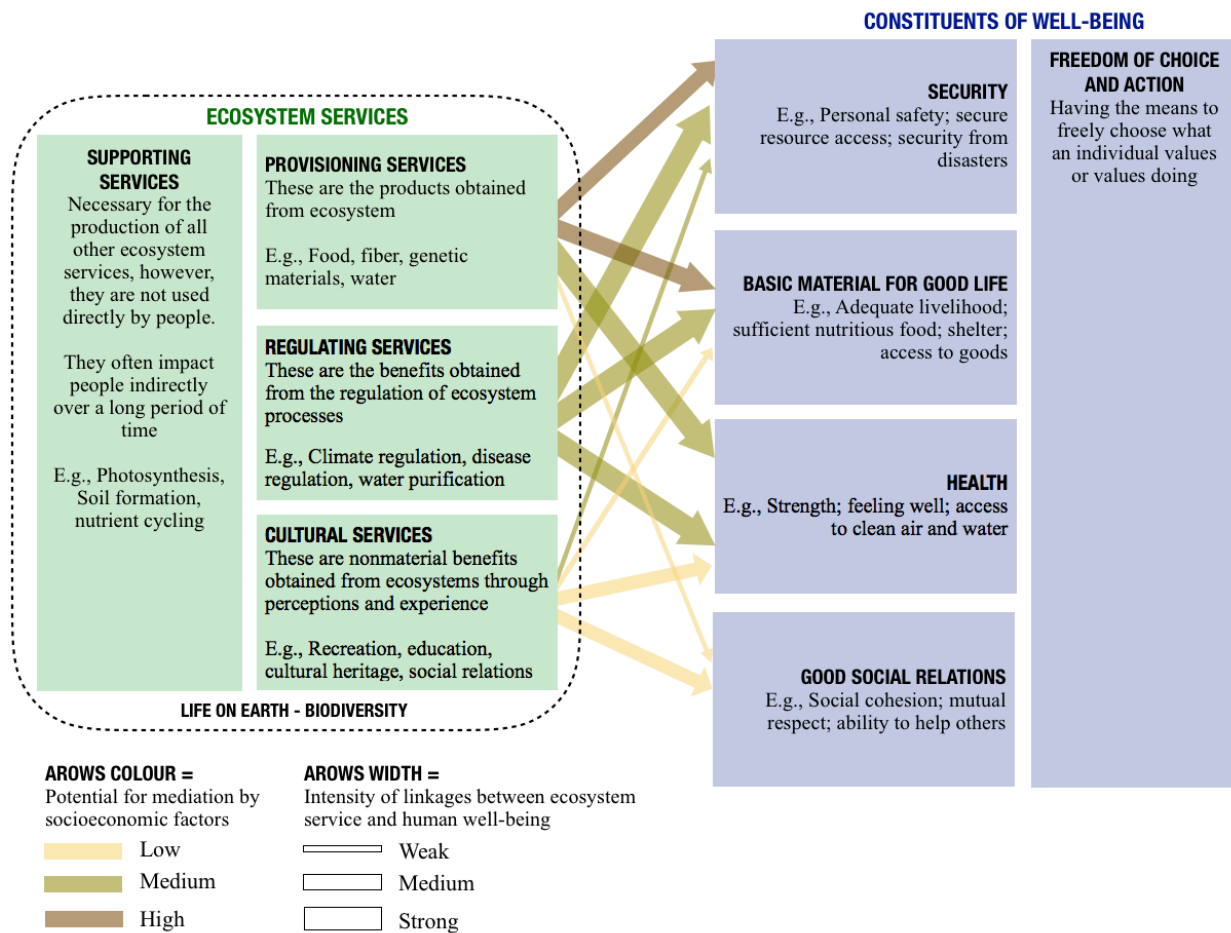 CONSTITUENTS OF WELL-BEING
ECOSYSTEM SERVICES
SUPPORTING
SERVICES
Necessary for the
production of all
other ecosystem
services, however,
they are not used
directly by people.
They often impact
people indirectly
over a long period of
time
E.g., Photosynthesis,
Soil formation,
nutrient cycling
PROVISIONING SERVICES
These are the products obtained
from ecosystem
E.g., Food, fiber, genetic
materials, water
REGULATING SERVICES
These are the benefits obtained
from the regulation of ecosystem
processes
E.g., Climate regulation, disease
regulation, water purification
CULTURAL SERVICES
These are nonmaterial benefits
obtained from ecosystems through
perceptions and experience
E.g., Recreation, education,
cultural heritage, social relations
LIFE ON EARTH - BIODIVERSITY
SECURITY
E.g., Personal safety; secure
resource access; security from
disasters
BASIC MATERIAL FOR GOOD LIFE
E.g., Adequate livelihood;
sufficient nutritious food; shelter;
access to goods
HEALTH
E.g., Strength; feeling well; access
to clean air and water
GOOD SOCIAL RELATIONS
E.g., Social cohesion; mutual
respect; ability to help others
FREEDOM OF CHOICE
AND ACTION
Having the means to
freely choose what
an individual values
or values doing
AROWS COLOUR =
Potential for mediation by
socioeconomic factors
Low
Medium
High
AROWS WIDTH =
Intensity of linkages between ecosystem
service and human well-being
Weak
Medium
Strong